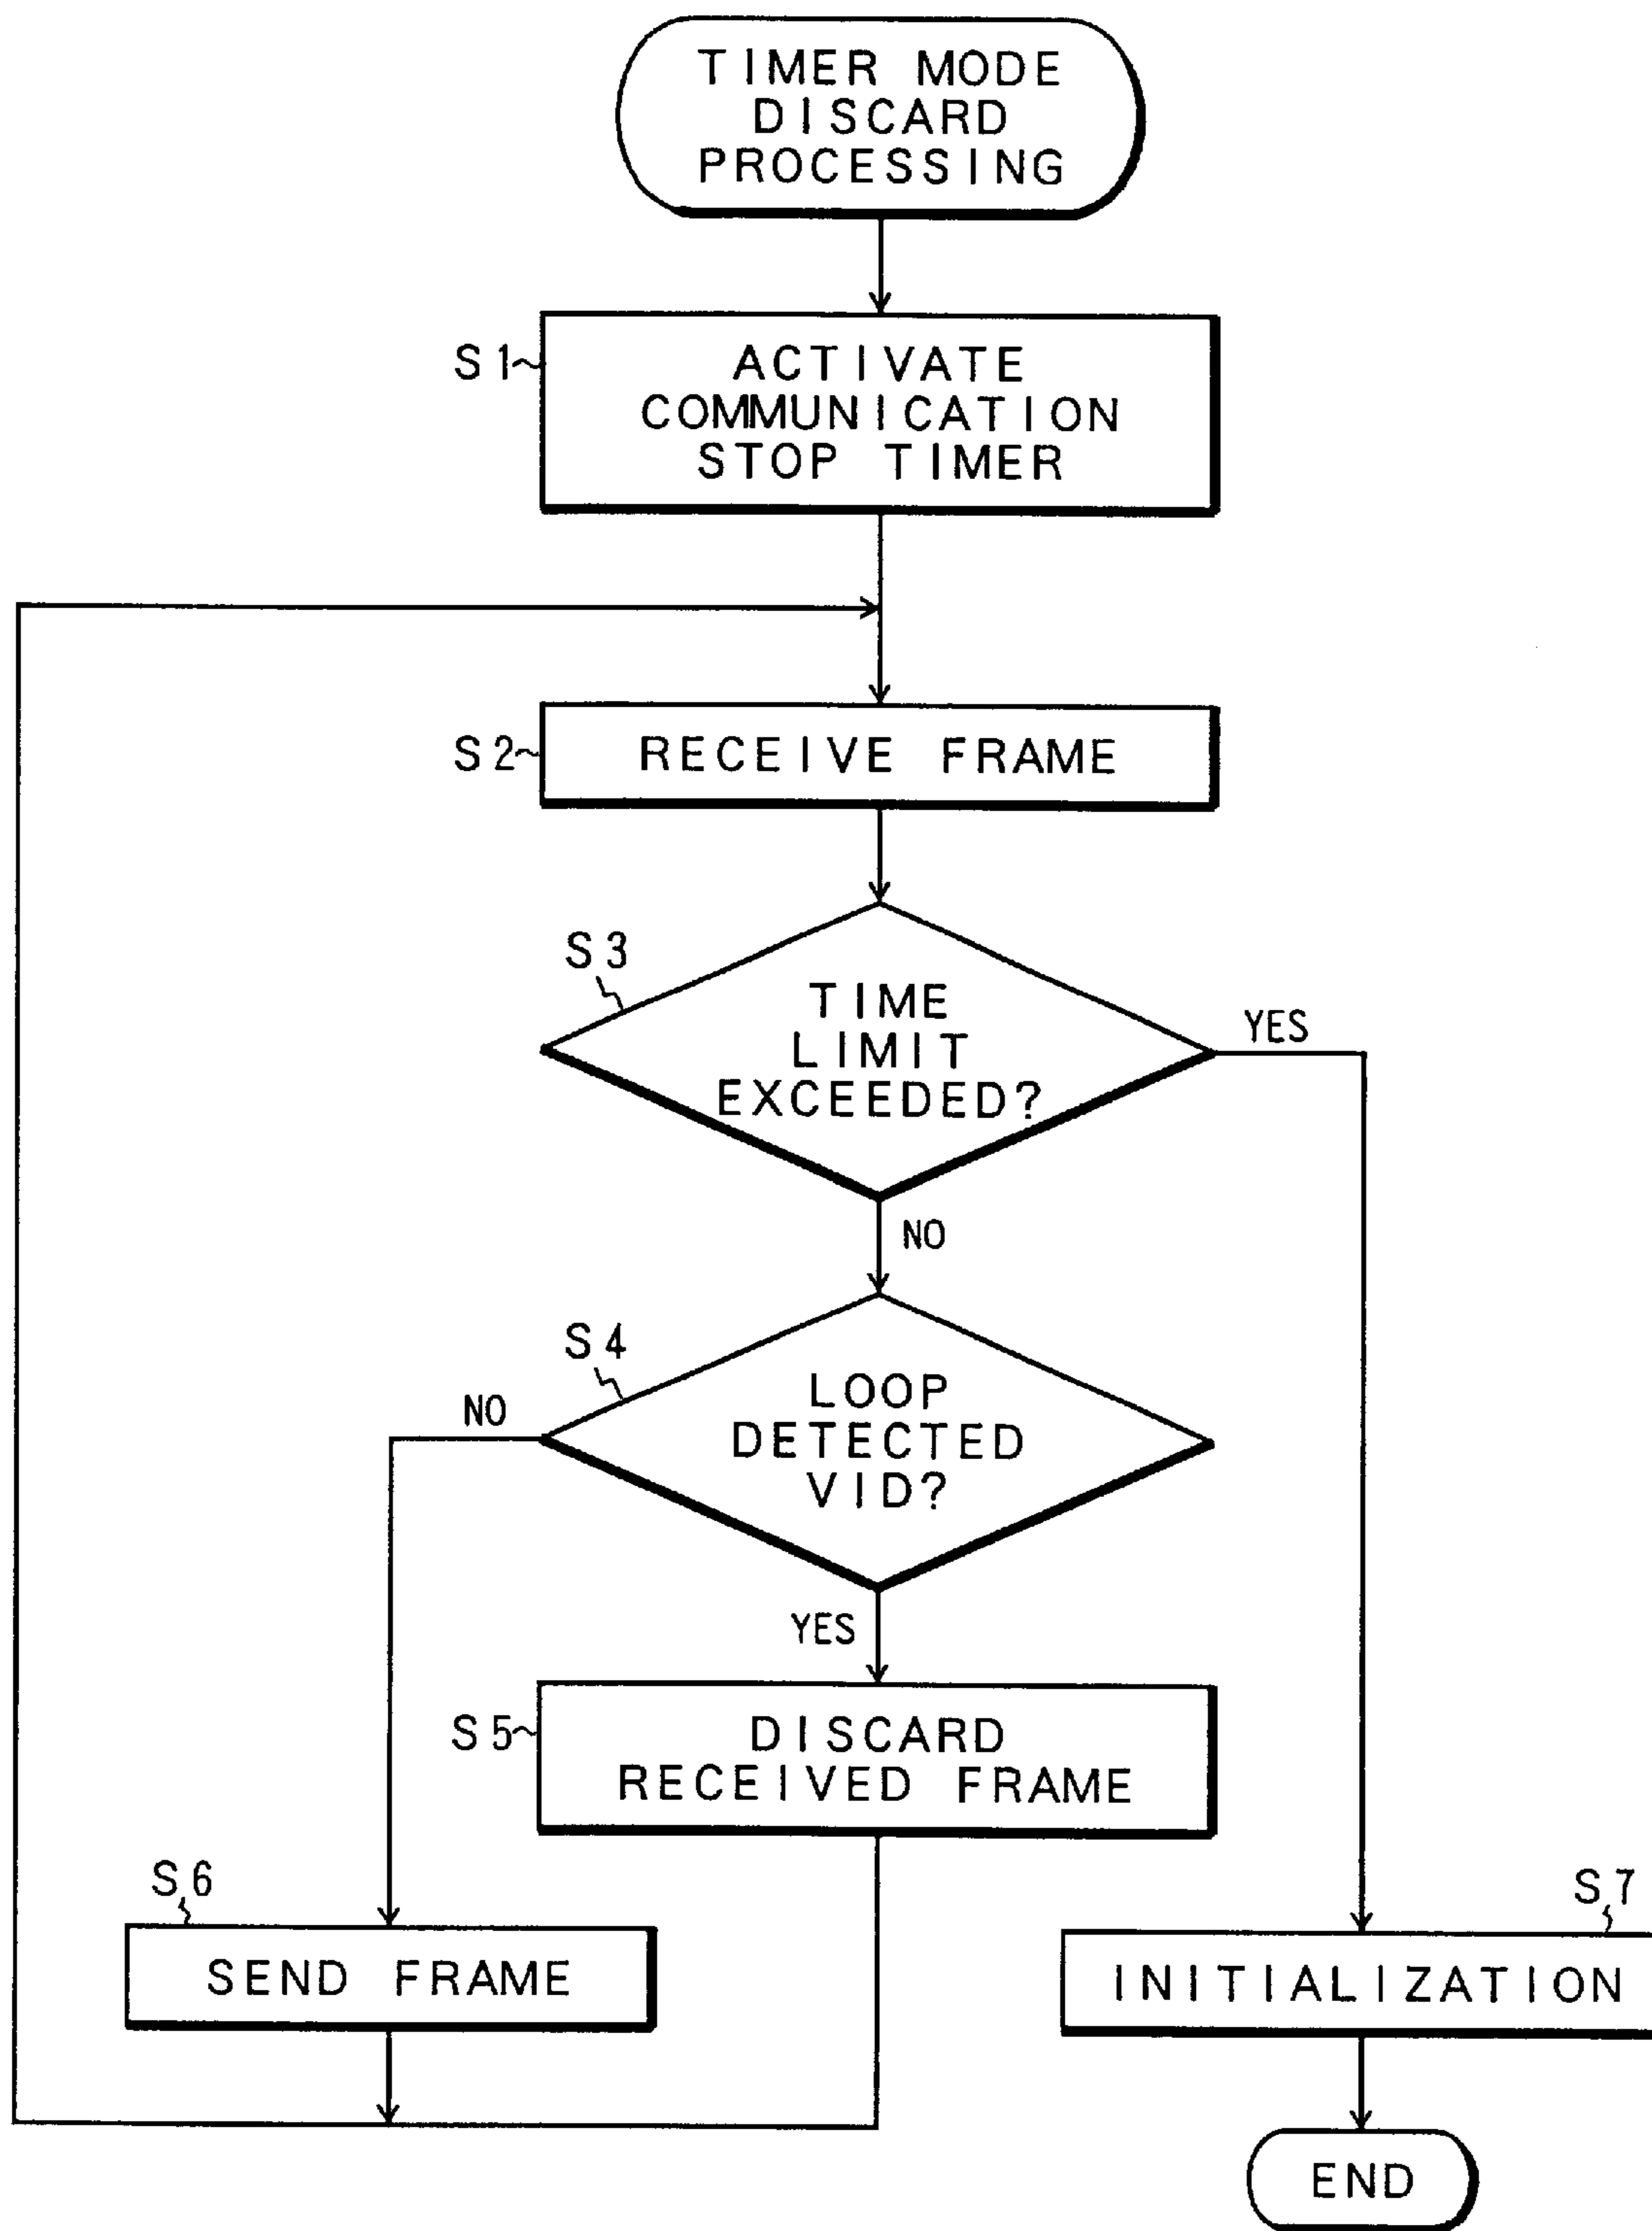 TIMER MODE
DISCARD
PROCESSING
S1
ACTIVATE
COMMUNICATION
STOP TIMER
S2
RECEIVE FRAME
S3
TIME
LIMIT
EXCEEDED?
YES
NO
S4
LOOP
DETECTED
VID?
NO
YES
S5
DISCARD
RECEIVED FRAME
S6
SEND FRAME
S7
INITIALIZATION
END